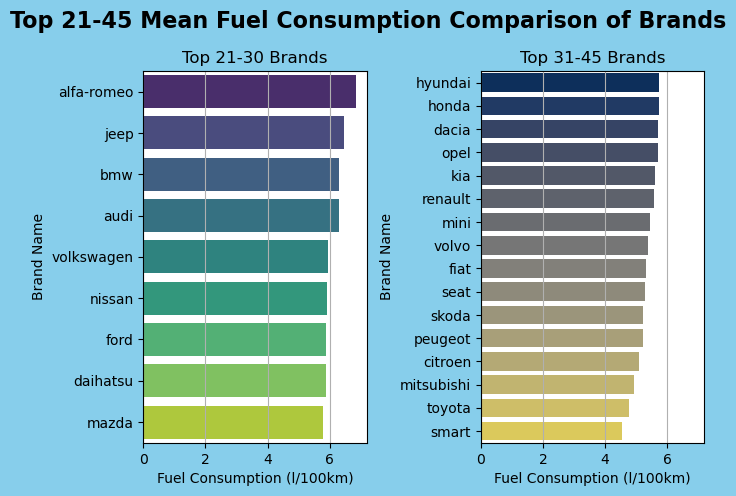 Top 21-45 Mean Fuel Consumption Comparison of Brands
Top 21-30 Brands
Brand Name
alfa-romeo
jeep
bmw
audi
volkswagen
nissan
ford
daihatsu
mazda
0 2 4 6
Fuel Consumption (l/100km)
Top 31-45 Brands
Brand Name
hyundai
honda
dacia
opel
kia
renault
mini
volvo
fiat
seat
skoda
peugeot
citroen
mitsubishi
toyota
smart
0 2 4 6
Fuel Consumption (l/100km)